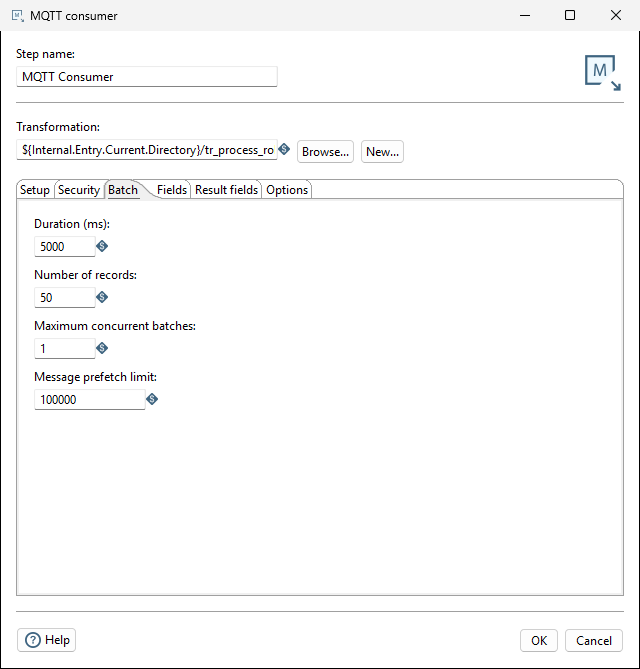 MQTT consumer
Step name:
MQTT Consumer
M
Transformation:
${Internal.Entry.Current.Directory}/tr_process_ro
S
Browse...
New...
Setup Security Batch Fields Result fields Options
Duration (ms):
5000
S
Number of records:
50
S
Maximum concurrent batches:
1
S
Message prefetch limit:
100000
S
? Help
OK
Cancel